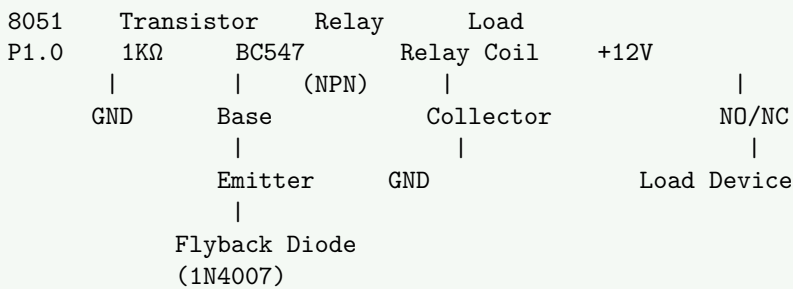 8051 Transistor Relay Load
P1.0 1KΩ BC547 Relay Coil +12V
| | (NPN) | |
GND Base Collector NO/NC
| | |
Emitter GND Load Device
|
Flyback Diode
(1N4007)